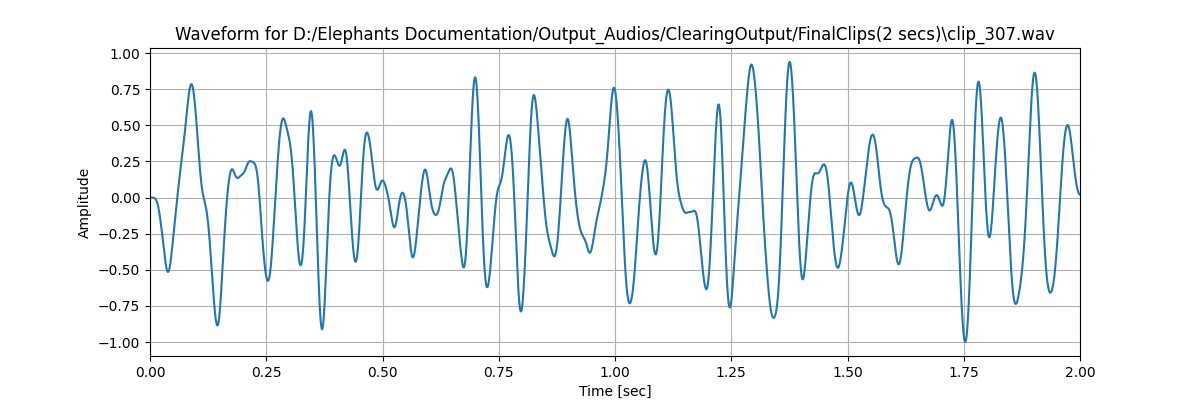 Waveform for D:/Elephants Documentation/Output_Audios/ClearingOutput/FinalClips(2 secs)\clip_307.wav
1.00
0.75
0.50
0.25
0.00
−0.25
−0.50
−0.75
−1.00
Amplitude
0.00 0.25 0.50 0.75 1.00 1.25 1.50 1.75 2.00
Time [sec]